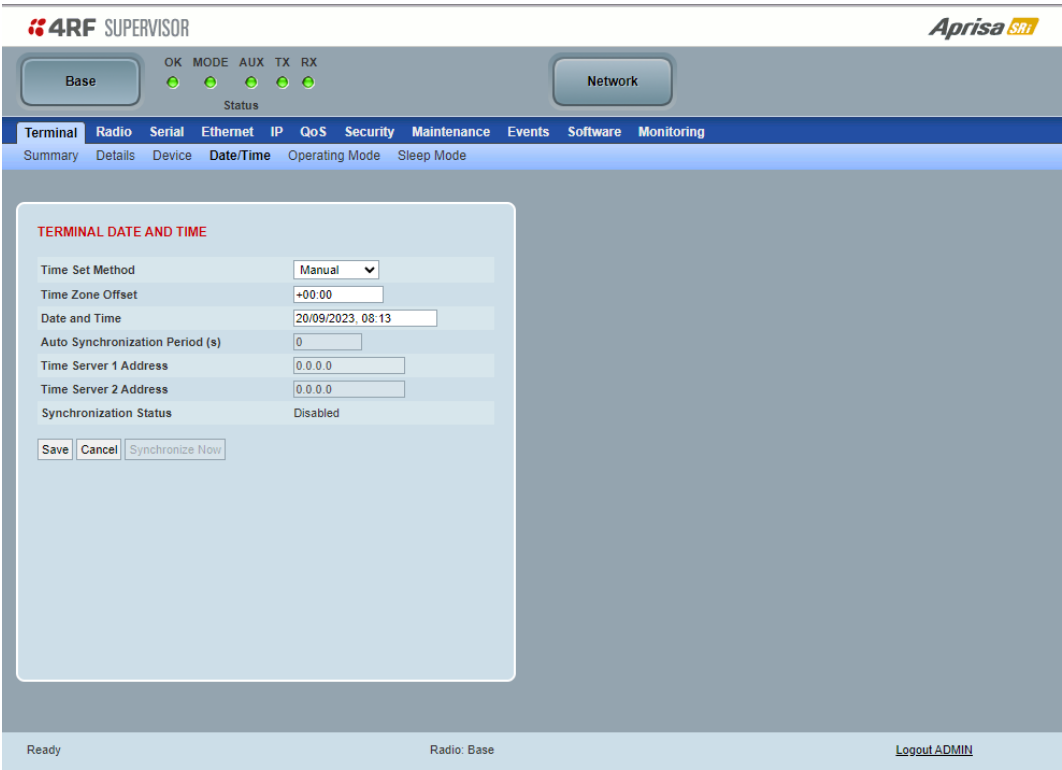 4RF SUPERVISOR
Aprisa SRi
Base
OK MODE AUX TX RX
Status
Network
Terminal Radio Serial Ethernet IP QoS Security Maintenance Events Software Monitoring
Summary Details Device Date/Time Operating Mode Sleep Mode
TERMINAL DATE AND TIME
Time Set Method Manual
Time Zone Offset +00:00
Date and Time 20/09/2023, 08:13
Auto Synchronization Period (s) 0
Time Server 1 Address 0.0.0.0
Time Server 2 Address 0.0.0.0
Synchronization Status Disabled
Save Cancel Synchronize Now
Ready Radio: Base Logout ADMIN